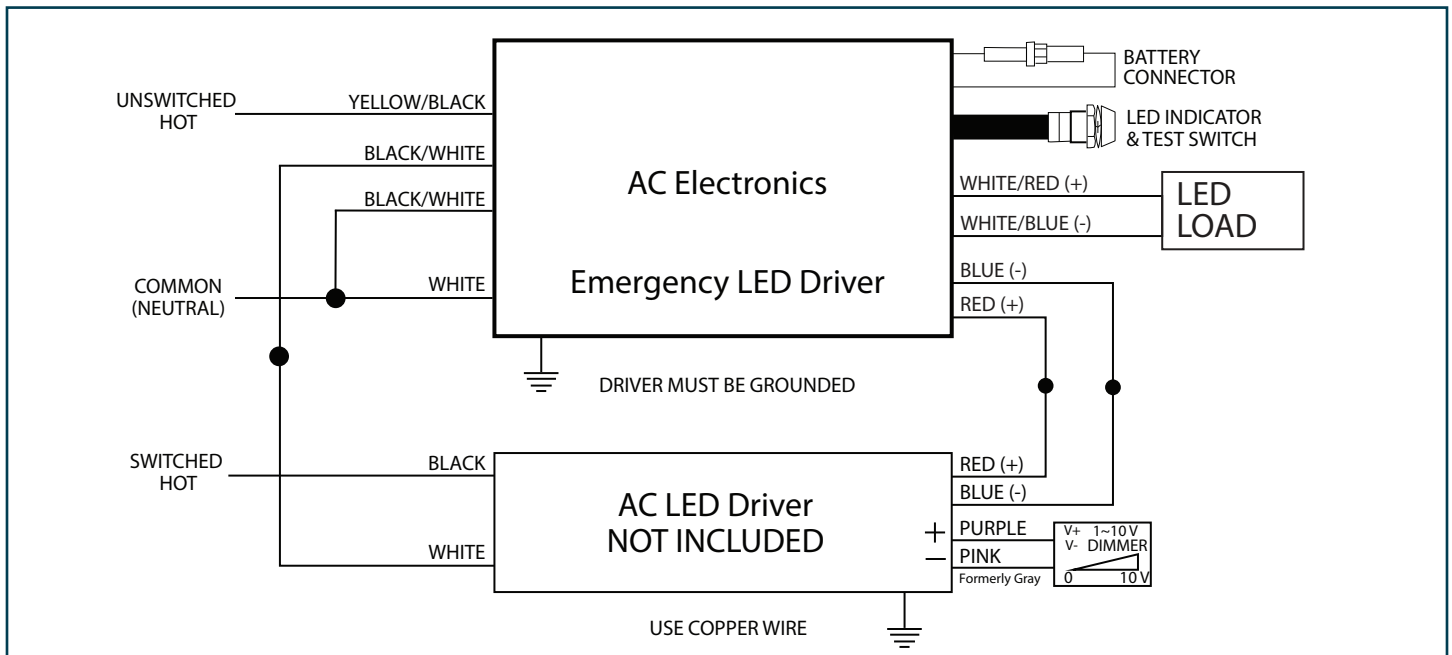 UNSWITCHED
HOT
YELLOW/BLACK
BLACK/WHITE
BLACK/WHITE
COMMON
(NEUTRAL)
WHITE
AC Electronics
Emergency LED Driver
BATTERY
CONNECTOR
LED INDICATOR
& TEST SWITCH
WHITE/RED (+)
WHITE/BLUE (-)
LED
LOAD
BLUE (-)
RED (+)
DRIVER MUST BE GROUNDED
SWITCHED
HOT
BLACK
WHITE
AC LED Driver
NOT INCLUDED
RED (+)
BLUE (-)
+ PURPLE
− PINK
Formerly Gray
V+ 1~10 V
V- DIMMER
0 10 V
USE COPPER WIRE